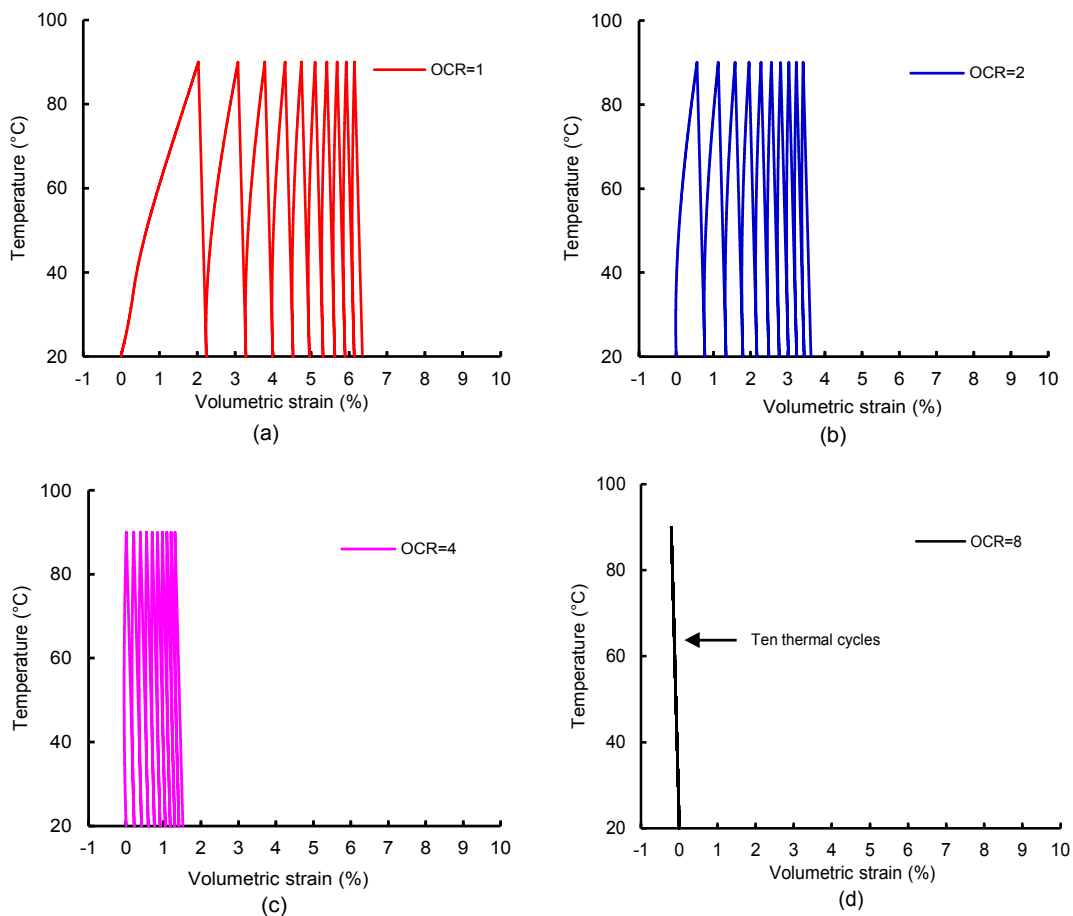 100
80
60
40
20
Temperature (°C)
OCR=1
-1 0 1 2 3 4 5 6 7 8 9 10
Volumetric strain (%)
(a)
100
80
60
40
20
Temperature (°C)
OCR=2
-1 0 1 2 3 4 5 6 7 8 9 10
Volumetric strain (%)
(b)
100
80
60
40
20
Temperature (°C)
OCR=4
-1 0 1 2 3 4 5 6 7 8 9 10
Volumetric strain (%)
(c)
100
80
60
40
20
Temperature (°C)
OCR=8
Ten thermal cycles
-1 0 1 2 3 4 5 6 7 8 9 10
Volumetric strain (%)
(d)